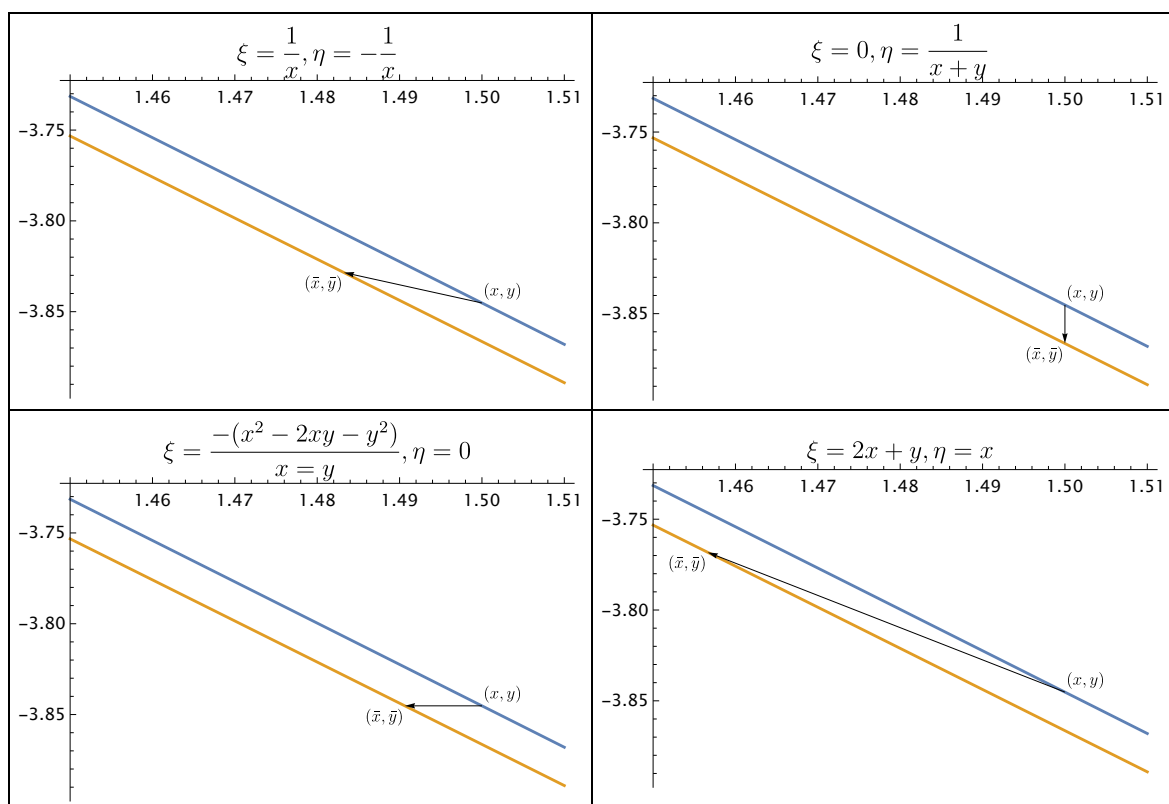 ξ = 1/x, η = −1/x
1.46 1.47 1.48 1.49 1.50 1.51
−3.75
−3.80
−3.85
(x, y)
(x̄, ȳ)
ξ = 0, η = 1/(x + y)
1.46 1.47 1.48 1.49 1.50 1.51
−3.75
−3.80
−3.85
(x, y)
(x̄, ȳ)
ξ = −(x² − 2xy − y²)/(x = y), η = 0
1.46 1.47 1.48 1.49 1.50 1.51
−3.75
−3.80
−3.85
(x, y)
(x̄, ȳ)
ξ = 2x + y, η = x
1.46 1.47 1.48 1.49 1.50 1.51
−3.75
(x̄, ȳ)
−3.80
−3.85
(x, y)